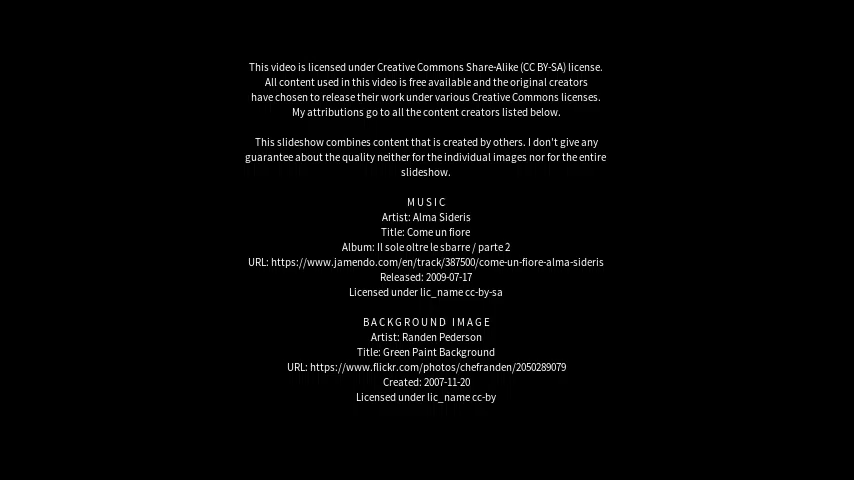 This video is licensed under Creative Commons Share-Alike (CC BY-SA) license.
All content used in this video is free available and the original creators
have chosen to release their work under various Creative Commons licenses.
My attributions go to all the content creators listed below.
This slideshow combines content that is created by others. I don't give any
guarantee about the quality neither for the individual images nor for the entire
slideshow.
MUSIC
Artist: Alma Sideris
Title: Come un fiore
Album: Il sole oltre le sbarre / parte 2
URL: https://www.jamendo.com/en/track/387500/come-un-fiore-alma-sideris
Released: 2009-07-17
Licensed under lic_name cc-by-sa
BACKGROUND IMAGE
Artist: Randen Pederson
Title: Green Paint Background
URL: https://www.flickr.com/photos/chefranden/2050289079
Created: 2007-11-20
Licensed under lic_name cc-by